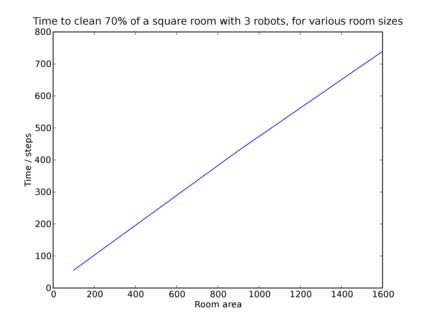 Time to clean 70% of a square room with 3 robots, for various room sizes
800
700
600
500
400
300
200
100
0
Time / steps
0 200 400 600 800 1000 1200 1400 1600
Room area